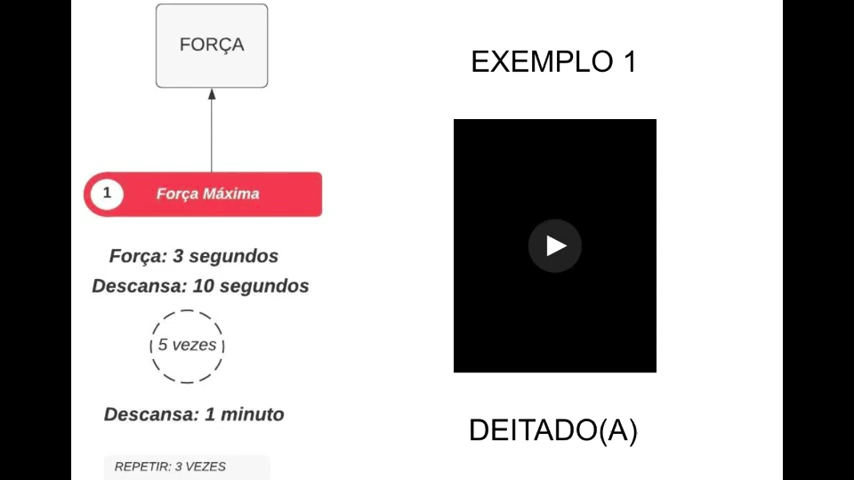 FORÇA
1
Força Máxima
Força: 3 segundos
Descansa: 10 segundos
5 vezes
Descansa: 1 minuto
REPETIR: 3 VEZES
EXEMPLO 1
DEITADO(A)